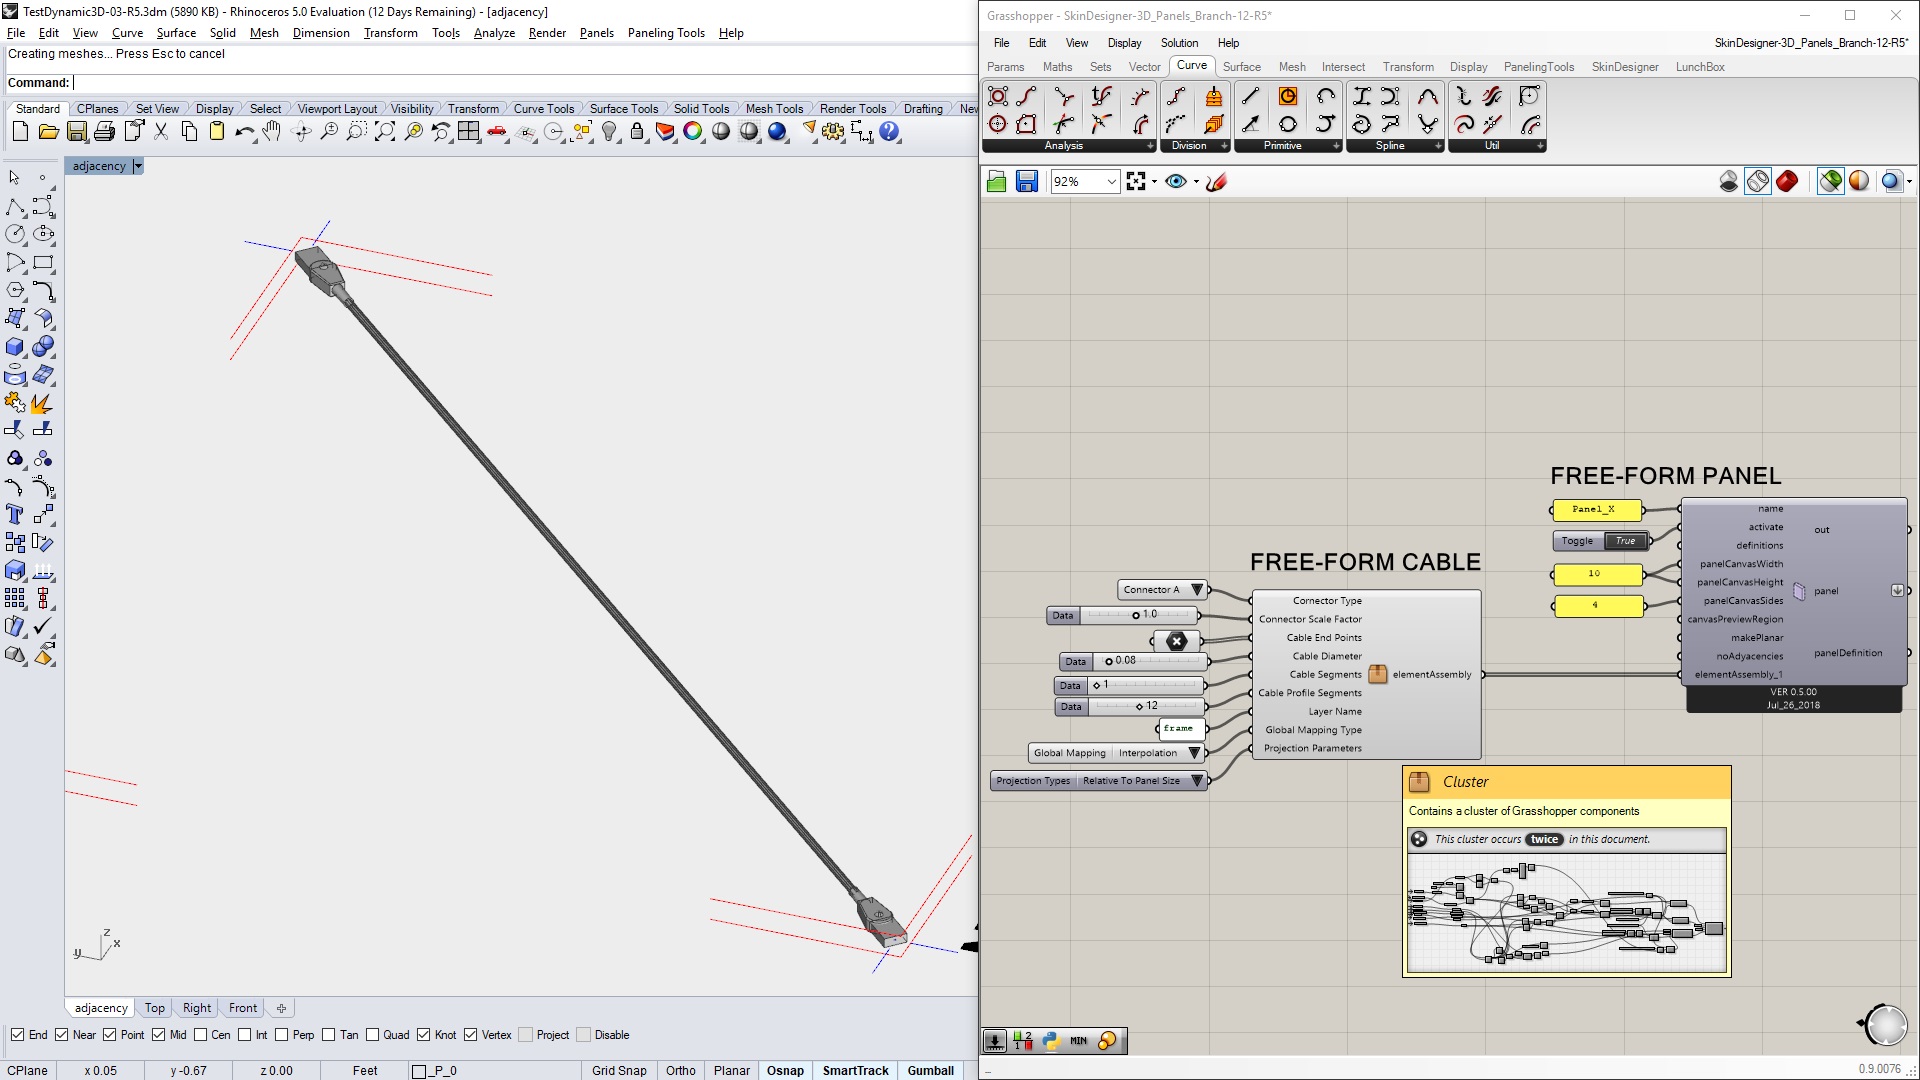 TestDynamic3D-03-R5.3dm (5890 KB) - Rhinoceros 5.0 Evaluation (12 Days Remaining) - [adjacency]
File Edit View Curve Surface Solid Mesh Dimension Transform Tools Analyze Render Panels Paneling Tools Help
Creating meshes... Press Esc to cancel
Command:
Standard CPlanes Set View Display Select Viewport Layout Visibility Transform Curve Tools Surface Tools Solid Tools Mesh Tools Render Tools Drafting New
adjacency
z
x
y
adjacency Top Right Front
End Near Point Mid Cen Int Perp Tan Quad Knot Vertex Project Disable
CPlane x 0.05 y -0.67 z 0.00 Feet _P_0 Grid Snap Ortho Planar Osnap SmartTrack Gumball
Grasshopper - SkinDesigner-3D_Panels_Branch-12-R5*
File Edit View Display Solution Help SkinDesigner-3D_Panels_Branch-12-R5*
Params Maths Sets Vector Curve Surface Mesh Intersect Transform Display PanelingTools SkinDesigner LunchBox
Analysis Division Primitive Spline Util
92%
FREE-FORM PANEL
Panel_X
Toggle True
10
4
name
activate
definitions
panelCanvasWidth
panelCanvasHeight
panelCanvasSides
canvasPreviewRegion
makePlanar
noAdyacencies
elementAssembly_1
out
panel
panelDefinition
VER 0.5.00
Jul_26_2018
FREE-FORM CABLE
Connector A
Data 1.0
Data 0.08
Data 1
Data 12
frame
Global Mapping Interpolation
Projection Types Relative To Panel Size
Connector Type
Connector Scale Factor
Cable End Points
Cable Diameter
Cable Segments
Cable Profile Segments
Layer Name
Global Mapping Type
Projection Parameters
elementAssembly
Cluster
Contains a cluster of Grasshopper components
This cluster occurs twice in this document.
1 2 MIN
0.9.0076